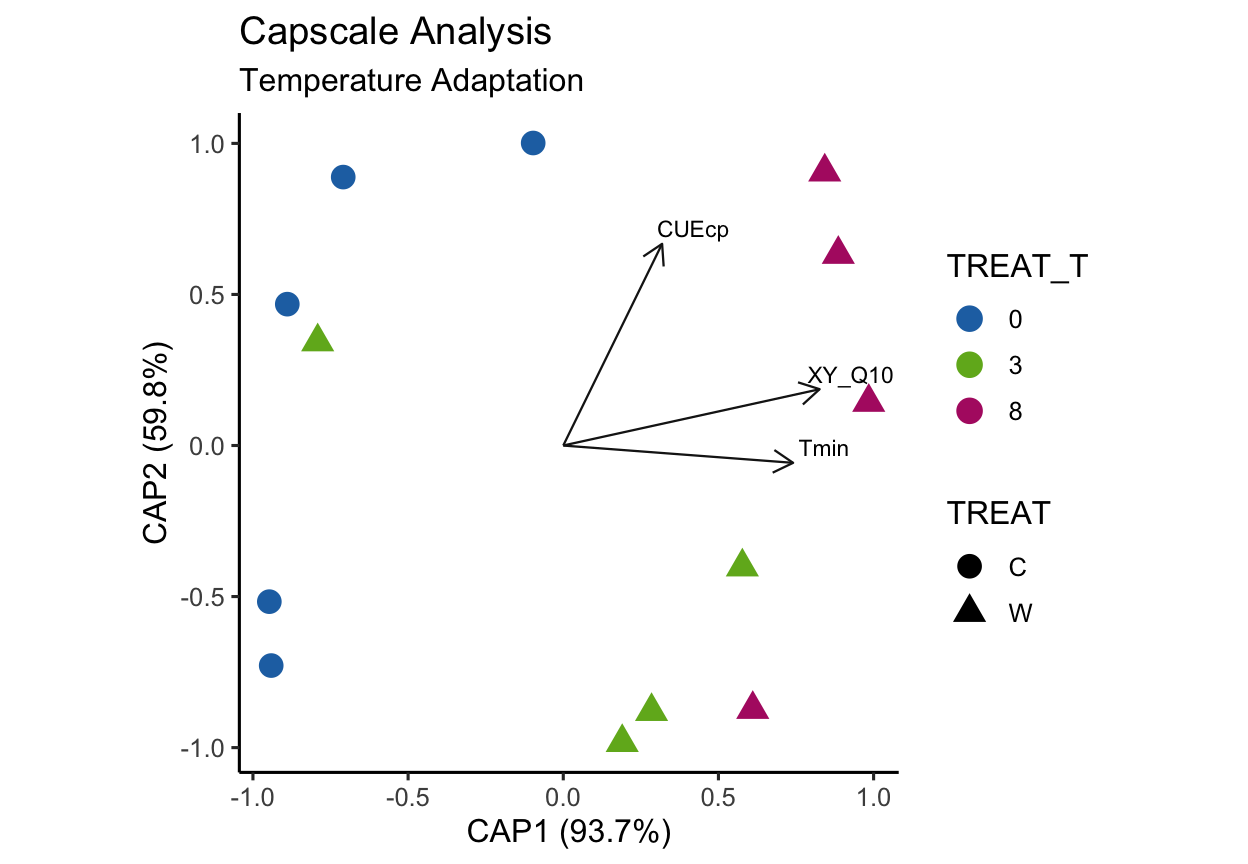 Capscale Analysis
Temperature Adaptation
1.0
0.5
0.0
-0.5
-1.0
CAP2 (59.8%)
CUEcp
XY_Q10
Tmin
-1.0
-0.5
0.0
0.5
1.0
CAP1 (93.7%)
TREAT_T
0
3
8
TREAT
C
W